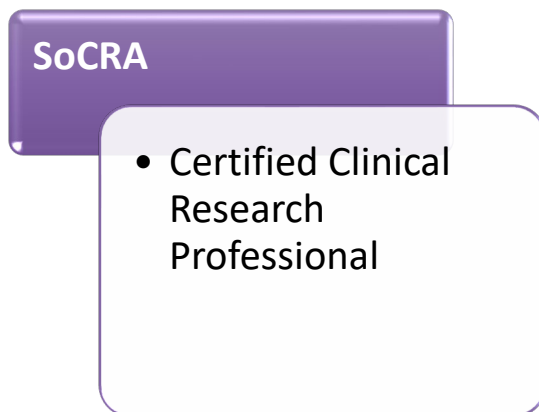 SoCRA
• Certified Clinical
Research
Professional